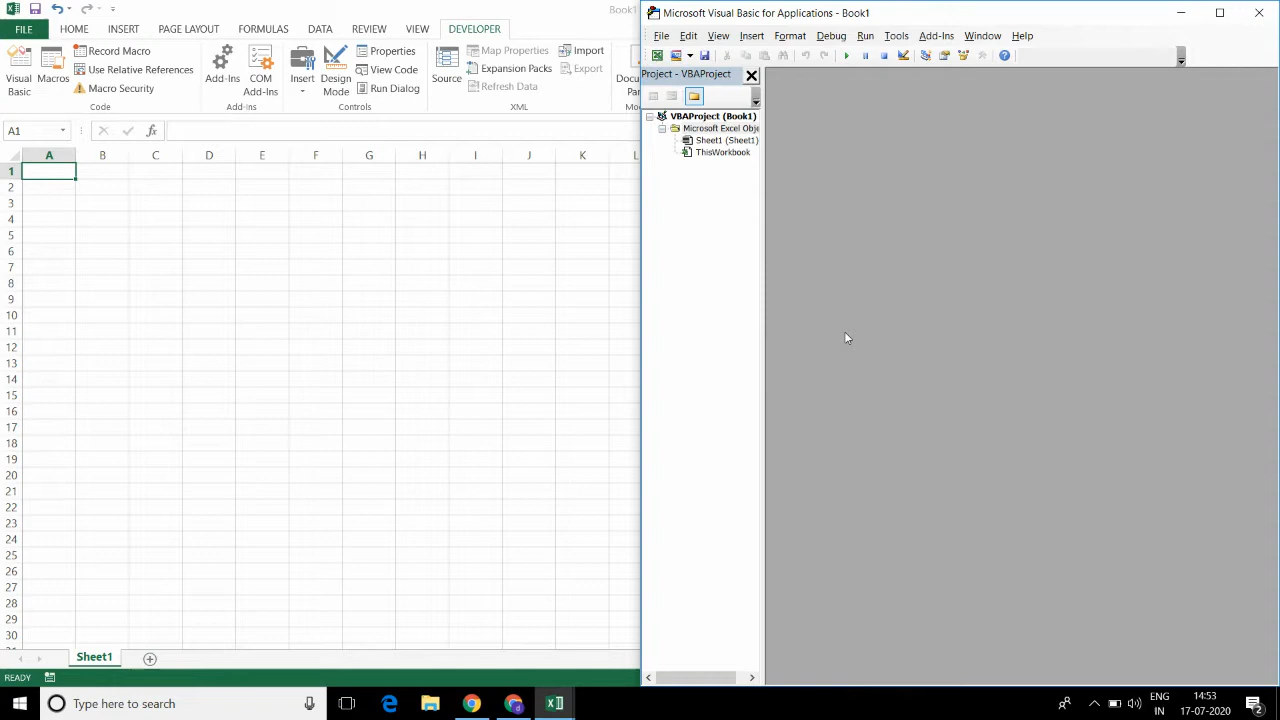 Book1
FILE HOME INSERT PAGE LAYOUT FORMULAS DATA REVIEW VIEW DEVELOPER
Visual Basic
Macros
Record Macro
Use Relative References
Macro Security
Code
Add-Ins
COM Add-Ins
Add-Ins
Insert
Design Mode
Properties
View Code
Run Dialog
Controls
Source
Map Properties
Expansion Packs
Refresh Data
Import
Export
XML
A1
A B C D E F G H I J K L
1
2
3
4
5
6
7
8
9
10
11
12
13
14
15
16
17
18
19
20
21
22
23
24
25
26
27
28
29
30
Sheet1
READY
Microsoft Visual Basic for Applications - Book1
File Edit View Insert Format Debug Run Tools Add-Ins Window Help
Project - VBAProject
VBAProject (Book1)
Microsoft Excel Obje
Sheet1 (Sheet1)
ThisWorkbook
Type here to search
ENG
IN
14:53
17-07-2020
2